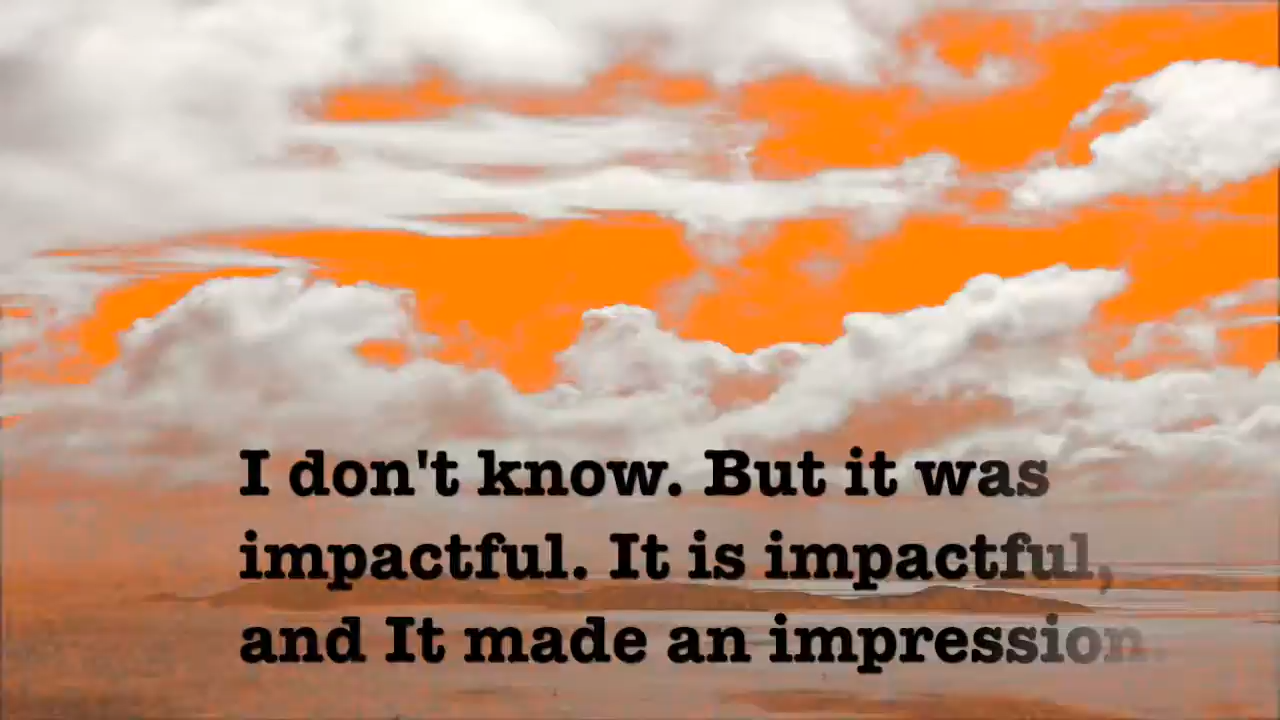 I don't know. But it was
impactful. It is impactful,
and It made an impression.